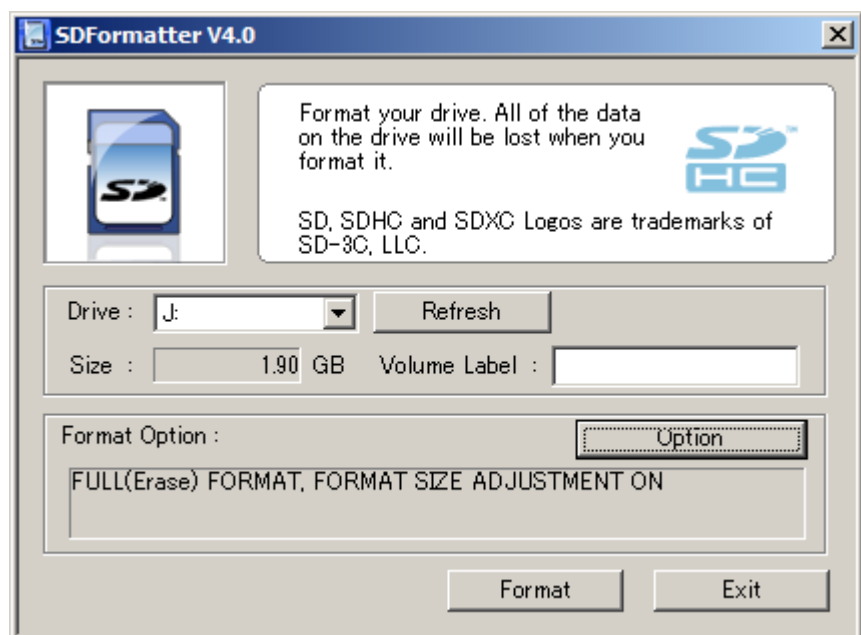 SDFormatter V4.0
Format your drive. All of the data
on the drive will be lost when you
format it.
SD, SDHC and SDXC Logos are trademarks of
SD-3C, LLC.
SD
SD
HC
TM
Drive : J: Refresh
Size : 1.90 GB Volume Label :
Format Option : Option
FULL(Erase) FORMAT, FORMAT SIZE ADJUSTMENT ON
Format Exit